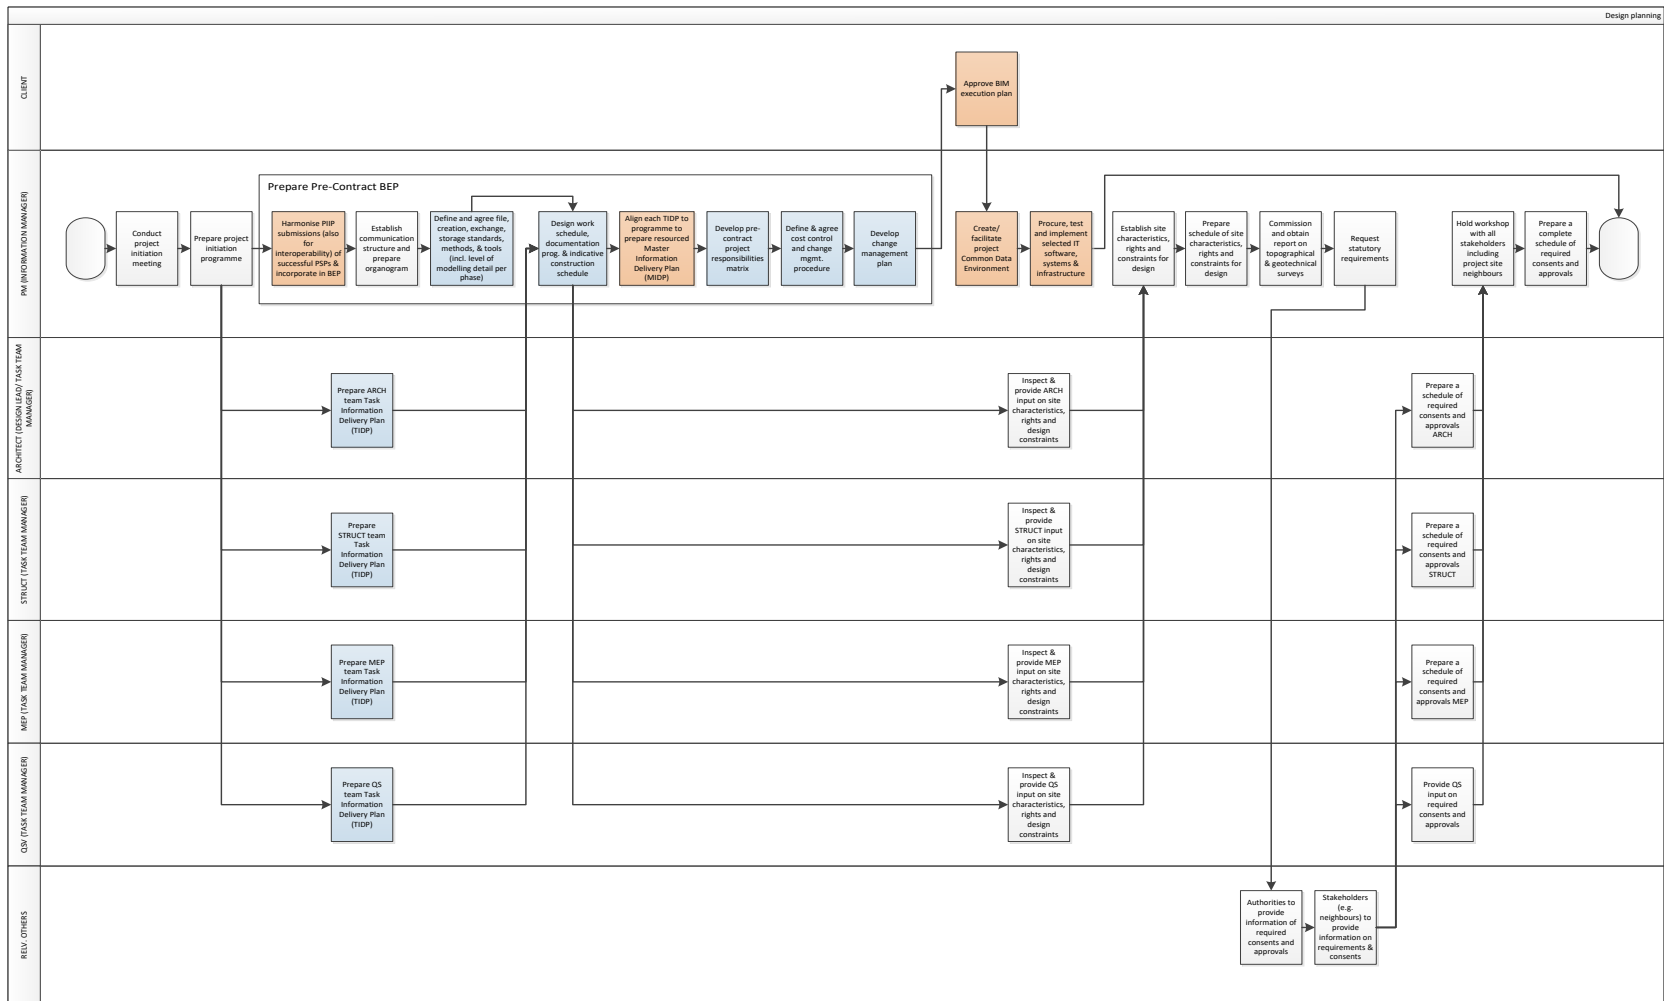 Design planning
CLIENT
Approve BIM
execution plan
PM (INFORMATION MANAGER)
Prepare Pre-Contract BEP
Conduct
project
initiation
meeting
Prepare project
initiation
programme
Harmonise PIIP
submissions (also
for
interoperability) of
successful PSPs &
incorporate in BEP
Establish
communication
structure and
prepare
organogram
Define and agree file,
creation, exchange,
storage standards,
methods, & tools
(incl. level of
modelling detail per
phase)
Design work
schedule,
documentation
prog. & indicative
construction
schedule
Align each TIDP to
programme to
prepare resourced
Master
Information
Delivery Plan
(MIDP)
Develop pre-
contract
project
responsibilities
matrix
Define & agree
cost control
and change
mgmt.
procedure
Develop
change
management
plan
Create/
facilitate
project
Common Data
Environment
Procure, test
and implement
selected IT
software,
systems &
infrastructure
Establish site
characteristics,
rights and
constraints for
design
Prepare
schedule of site
characteristics,
rights and
constraints for
design
Commission
and obtain
report on
topographical
& geotechnical
surveys
Request
statutory
requirements
Hold workshop
with all
stakeholders
including
project site
neighbours
Prepare a
complete
schedule of
required
consents and
approvals
ARCHITECT (DESIGN LEAD/ TASK TEAM
MANAGER)
Prepare ARCH
team Task
Information
Delivery Plan
(TIDP)
Inspect &
provide ARCH
input on site
characteristics,
rights and
design
constraints
Prepare a
schedule of
required
consents and
approvals
ARCH
STRUCT (TASK TEAM MANAGER)
Prepare
STRUCT team
Task
Information
Delivery Plan
(TIDP)
Inspect &
provide
STRUCT input
on site
characteristics,
rights and
design
constraints
Prepare a
schedule of
required
consents and
approvals
STRUCT
MEP (TASK TEAM MANAGER)
Prepare MEP
team Task
Information
Delivery Plan
(TIDP)
Inspect &
provide MEP
input on site
characteristics,
rights and
design
constraints
Prepare a
schedule of
required
consents and
approvals MEP
QSV (TASK TEAM MANAGER)
Prepare QS
team Task
Information
Delivery Plan
(TIDP)
Inspect &
provide QS
input on site
characteristics,
rights and
design
constraints
Provide QS
input on
required
consents and
approvals
RELV. OTHERS
Authorities to
provide
information of
required
consents and
approvals
Stakeholders
(e.g.
neighbours) to
provide
information on
requirements &
consents